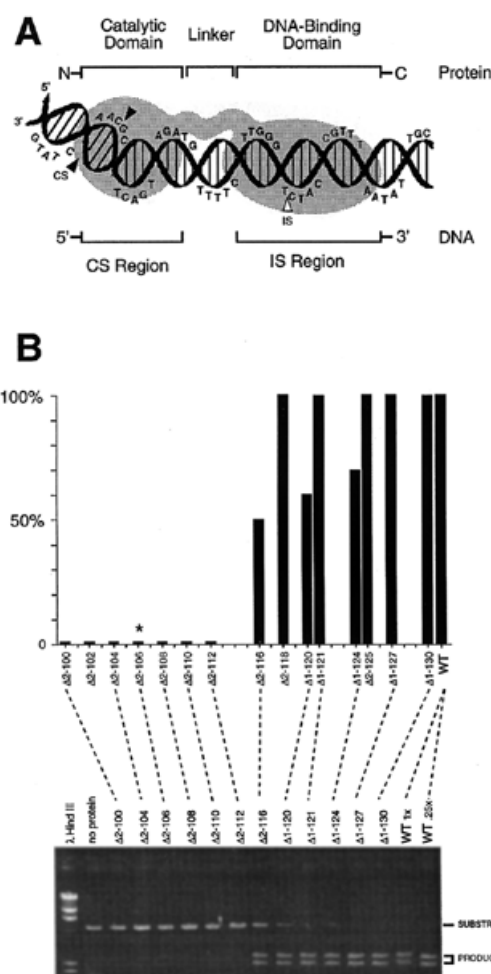 A
Catalytic Domain
Linker
DNA-Binding Domain
N
C
Protein
5'
3'
A A C G C
G T A T C
CS
T C A G T
A G A T G
T T T T C
T T G G G
T C T A C
IS
C G T T T
A A T A T
T G C
5'
3'
DNA
CS Region
IS Region
B
100%
50%
0
*
Δ2-100
Δ2-102
Δ2-104
Δ2-106
Δ2-108
Δ2-110
Δ2-112
Δ2-116
Δ2-118
Δ1-120
Δ1-121
Δ1-124
Δ2-125
Δ1-127
Δ1-130
WT
λ Hind III
no protein
Δ2-100
Δ2-104
Δ2-106
Δ2-108
Δ2-110
Δ2-112
Δ2-116
Δ1-120
Δ1-121
Δ1-124
Δ1-127
Δ1-130
WT 1x
WT .25x
SUBSTR
PRODU